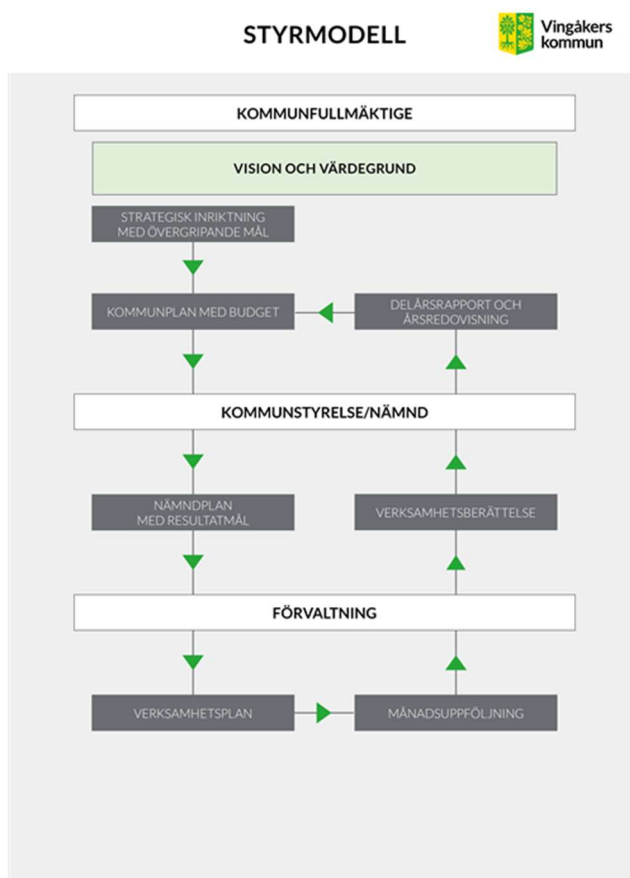 STYRMODELL
Vingåkers
kommun
KOMMUNFULLMÄKTIGE
VISION OCH VÄRDEGRUND
STRATEGISK INRIKTNING
MED ÖVERGRIPANDE MÅL
KOMMUNPLAN MED BUDGET
DELÅRSRAPPORT OCH
ÅRSREDOVISNING
KOMMUNSTYRELSE/NÄMND
NÄMNDPLAN
MED RESULTATMÅL
VERKSAMHETSBERÄTTELSE
FÖRVALTNING
VERKSAMHETSPLAN
MÅNADSUPPFÖLJNING